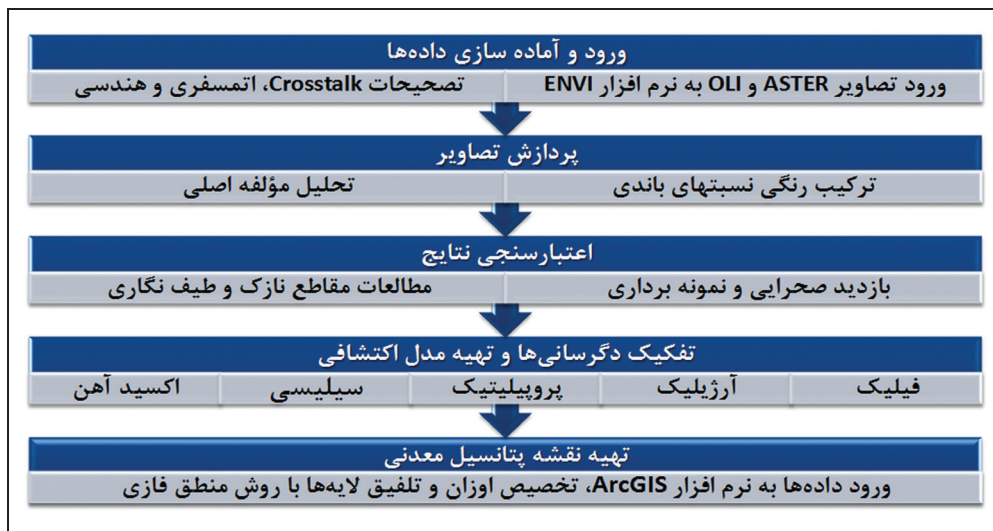 ورود و آماده سازی داده‌ها
ورود تصاویر ASTER و OLI به نرم افزار ENVI
تصحیحات Crosstalk، اتمسفری و هندسی
پردازش تصاویر
ترکیب رنگی نسبتهای باندی
تحلیل مؤلفه اصلی
اعتبارسنجی نتایج
بازدید صحرایی و نمونه برداری
مطالعات مقاطع نازک و طیف نگاری
تفکیک دگرسانی‌ها و تهیه مدل اکتشافی
فیلیک
آرژیلیک
پروپیلیتیک
سیلیسی
اکسید آهن
تهیه نقشه پتانسیل معدنی
ورود داده‌ها به نرم افزار ArcGIS، تخصیص اوزان و تلفیق لایه‌ها با روش منطق فازی